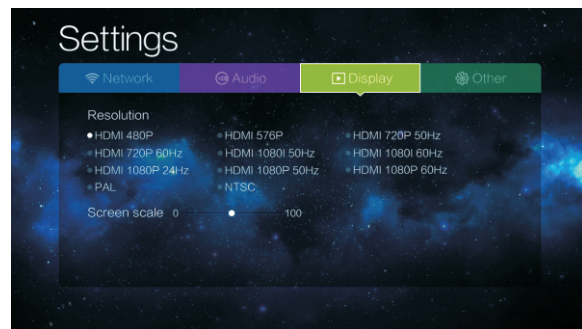 Settings
Network Audio Display Other
Resolution
HDMI 480P HDMI 576P HDMI 720P 50Hz
HDMI 720P 60Hz HDMI 1080I 50Hz HDMI 1080I 60Hz
HDMI 1080P 24Hz HDMI 1080P 50Hz HDMI 1080P 60Hz
PAL NTSC
Screen scale 0 100